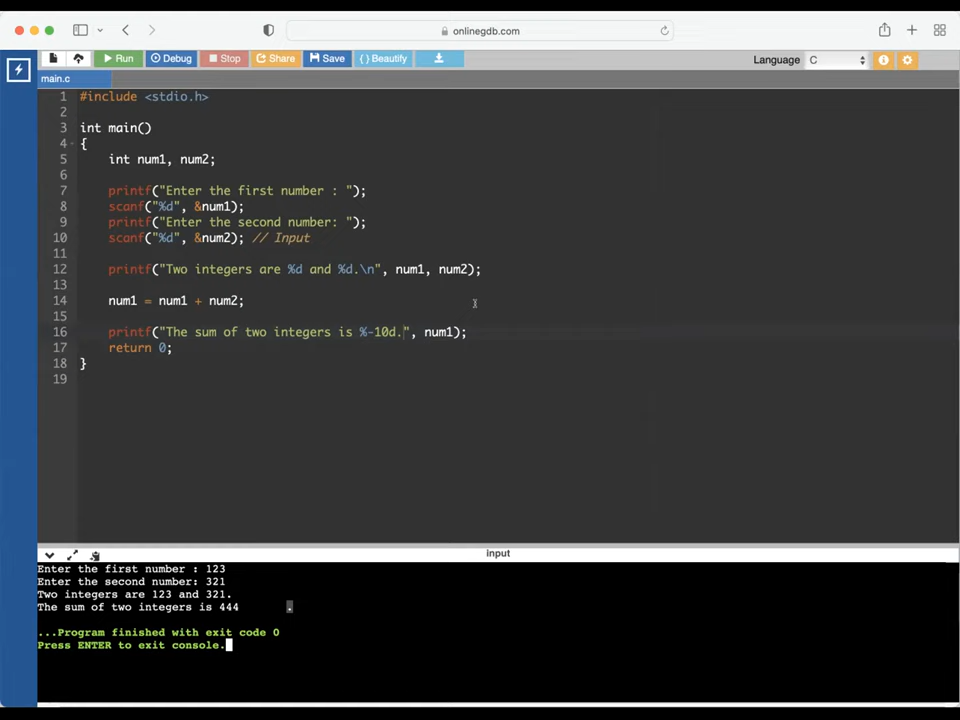 onlinegdb.com
Run Debug Stop Share Save { } Beautify Language C
main.c
1 #include <stdio.h>
2
3 int main()
4 {
5 int num1, num2;
6
7 printf("Enter the first number : ");
8 scanf("%d", &num1);
9 printf("Enter the second number: ");
10 scanf("%d", &num2); // Input
11
12 printf("Two integers are %d and %d.\n", num1, num2);
13
14 num1 = num1 + num2;
15
16 printf("The sum of two integers is %-10d.", num1);
17 return 0;
18 }
19
input
Enter the first number : 123
Enter the second number: 321
Two integers are 123 and 321.
The sum of two integers is 444       .
...Program finished with exit code 0
Press ENTER to exit console.